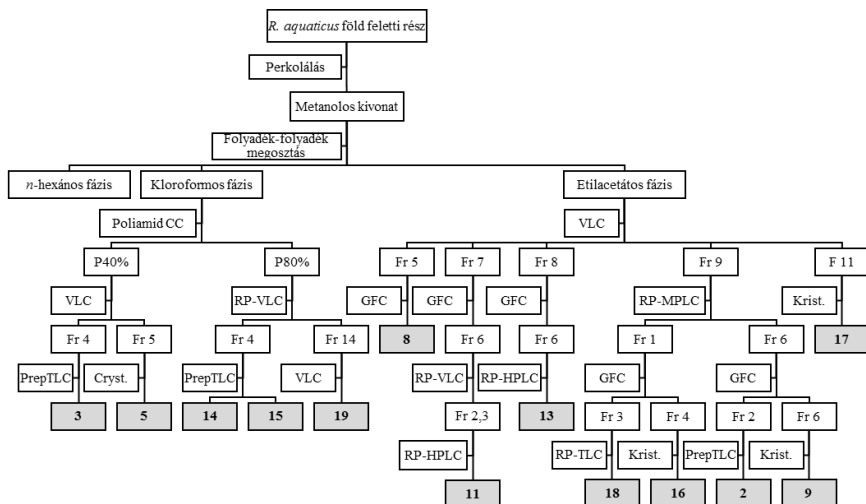 R. aquaticus föld feletti rész
Perkolálás
Metanolos kivonat
Folyadék-folyadék
megosztás
n-hexános fázis
Kloroformos fázis
Etilacetátos fázis
Poliamid CC
VLC
P40%
P80%
Fr 5
Fr 7
Fr 8
Fr 9
F 11
VLC
RP-VLC
GFC
GFC
GFC
RP-MPLC
Krist.
Fr 4
Fr 5
Fr 4
Fr 14
8
Fr 6
Fr 6
Fr 1
Fr 6
17
PrepTLC
Cryst.
PrepTLC
VLC
RP-VLC
RP-HPLC
GFC
GFC
3
5
14
15
19
Fr 2,3
13
Fr 3
Fr 4
Fr 2
Fr 6
RP-HPLC
RP-TLC
Krist.
PrepTLC
Krist.
11
18
16
2
9